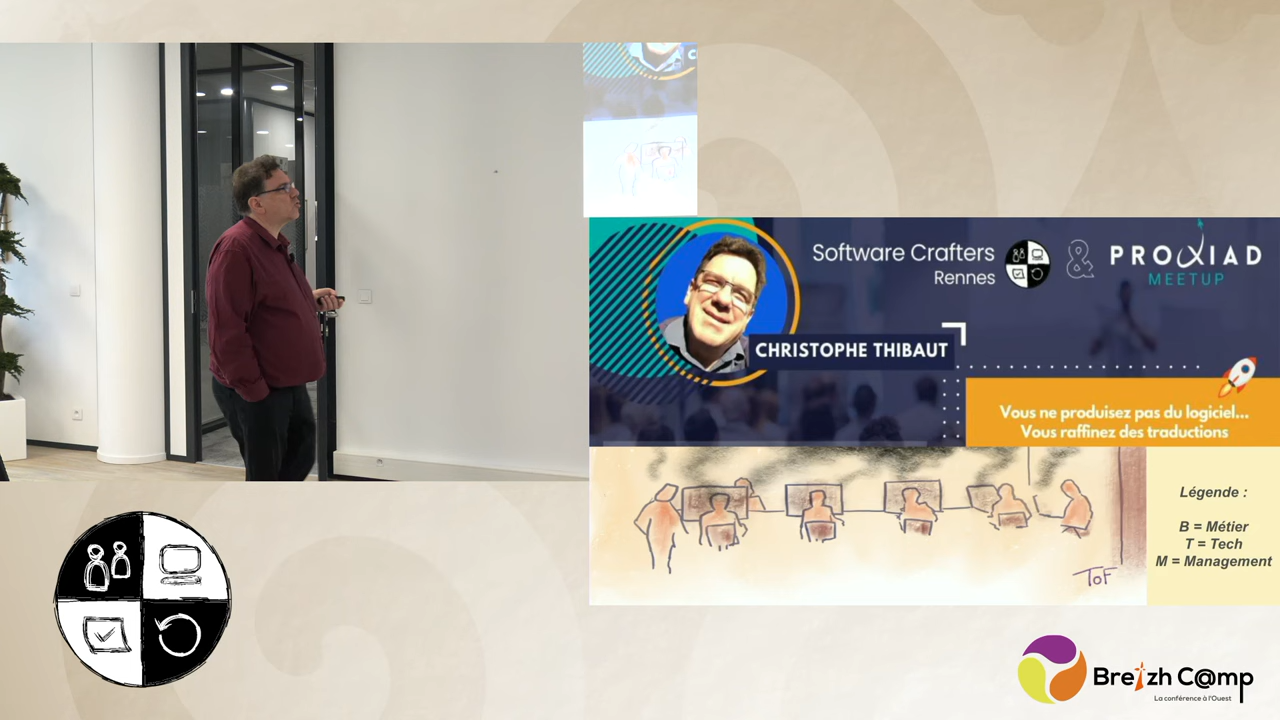 Software Crafters
Rennes
&
PROXIAD
MEETUP
CHRISTOPHE THIBAUT
Vous ne produisez pas du logiciel...
Vous raffinez des traductions
Légende :
B = Métier
T = Tech
M = Management
ToF
Breizh C@mp
La conférence à l'Ouest